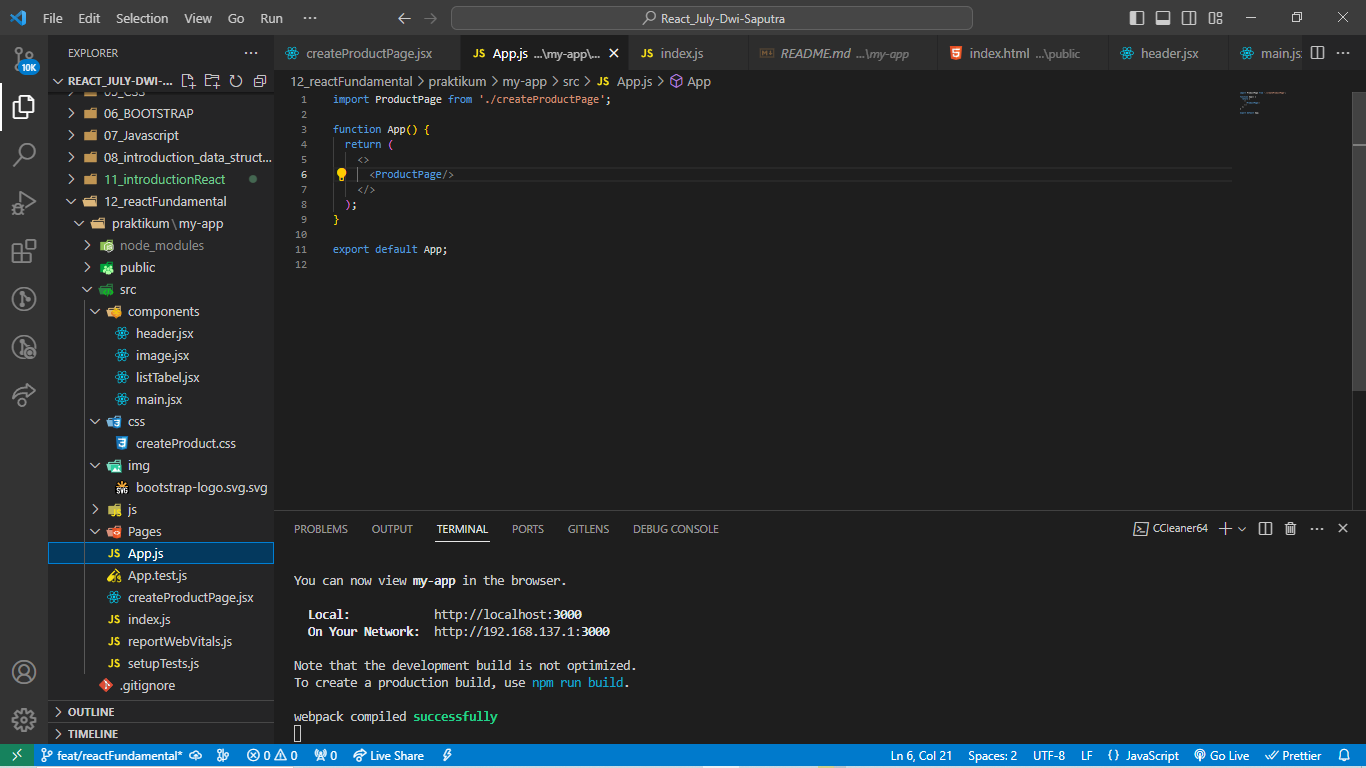 File Edit Selection View Go Run ··· React_July-Dwi-Saputra
EXPLORER ···
createProductPage.jsx JS App.js ...\my-app\... index.js README.md ...\my-app index.html ...\public header.jsx main.js
REACT_JULY-DWI-...
12_reactFundamental > praktikum > my-app > src > JS App.js > App
06_BOOTSTRAP
07_Javascript
08_introduction_data_struct...
11_introductionReact
12_reactFundamental
praktikum\my-app
node_modules
public
src
components
header.jsx
image.jsx
listTabel.jsx
main.jsx
css
createProduct.css
img
bootstrap-logo.svg.svg
js
Pages
JS App.js
App.test.js
createProductPage.jsx
JS index.js
JS reportWebVitals.js
JS setupTests.js
.gitignore
OUTLINE
TIMELINE
10K
1 import ProductPage from './createProductPage';
2
3 function App() {
4 return (
5 <>
6 <ProductPage/>
7 </>
8 );
9 }
10
11 export default App;
12
PROBLEMS OUTPUT TERMINAL PORTS GITLENS DEBUG CONSOLE CCleaner64
You can now view my-app in the browser.
Local: http://localhost:3000
On Your Network: http://192.168.137.1:3000
Note that the development build is not optimized.
To create a production build, use npm run build.
webpack compiled successfully
feat/reactFundamental* 0 0 0 Live Share Ln 6, Col 21 Spaces: 2 UTF-8 LF {} JavaScript Go Live Prettier